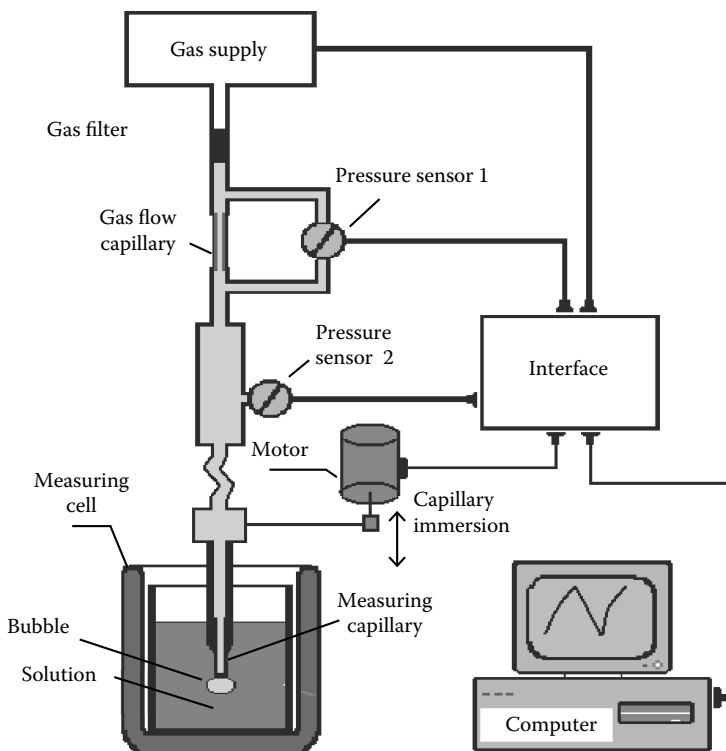 Gas supply
Gas filter
Pressure sensor 1
Gas flow
capillary
Pressure
sensor 2
Interface
Motor
Measuring
cell
Capillary
immersion
Measuring
capillary
Bubble
Solution
Computer